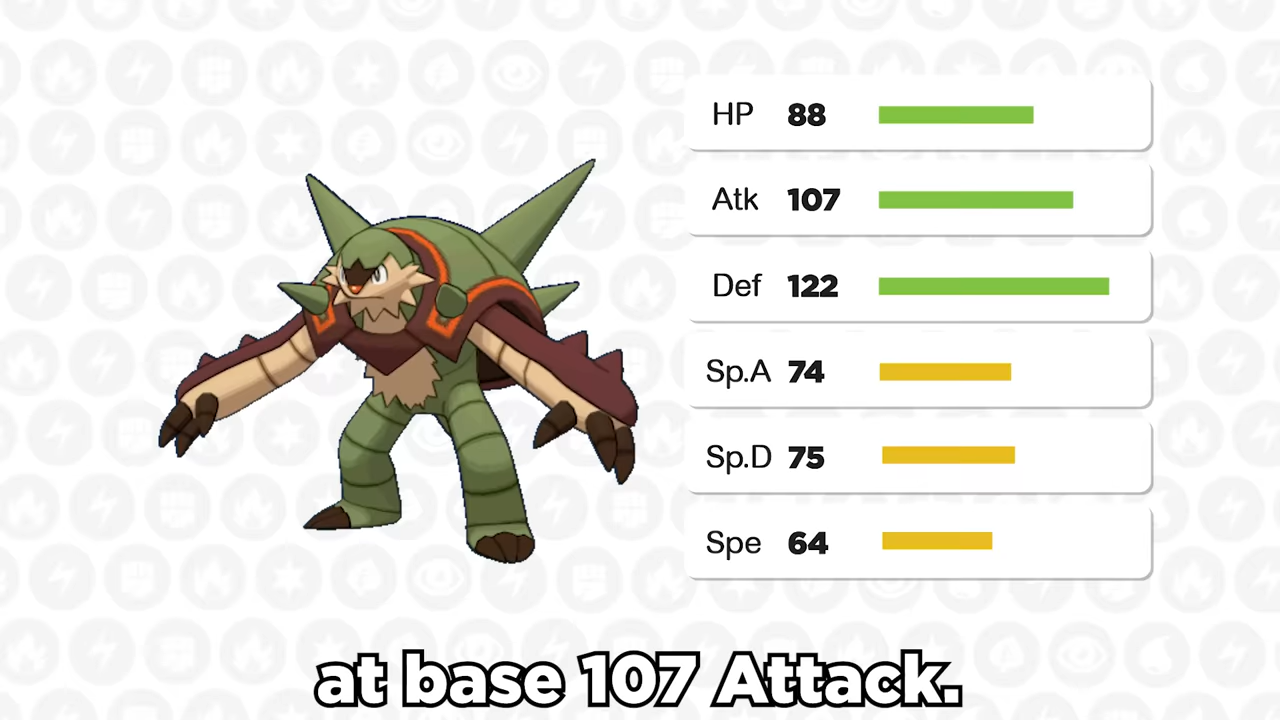 HP 88
Atk 107
Def 122
Sp.A 74
Sp.D 75
Spe 64
at base 107 Attack.